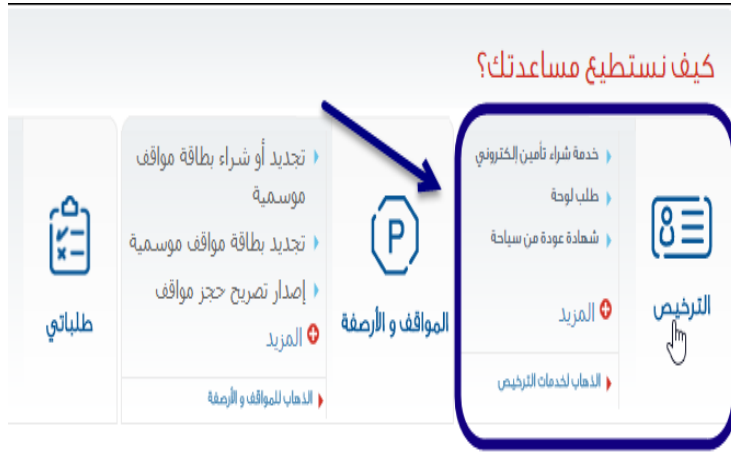 كيف نستطيع مساعدتك؟
الترخيص
خدمة شراء تأمين إلكتروني
طلب لوحة
شهادة عودة من سياحة
المزيد
الذهاب لخدمات الترخيص
P
المواقف و الأرصفة
تجديد أو شراء بطاقة مواقف
موسمية
تجديد بطاقة مواقف موسمية
إصدار تصريح حجز مواقف
المزيد
الذهاب للمواقف و الأرصفة
طلباتي